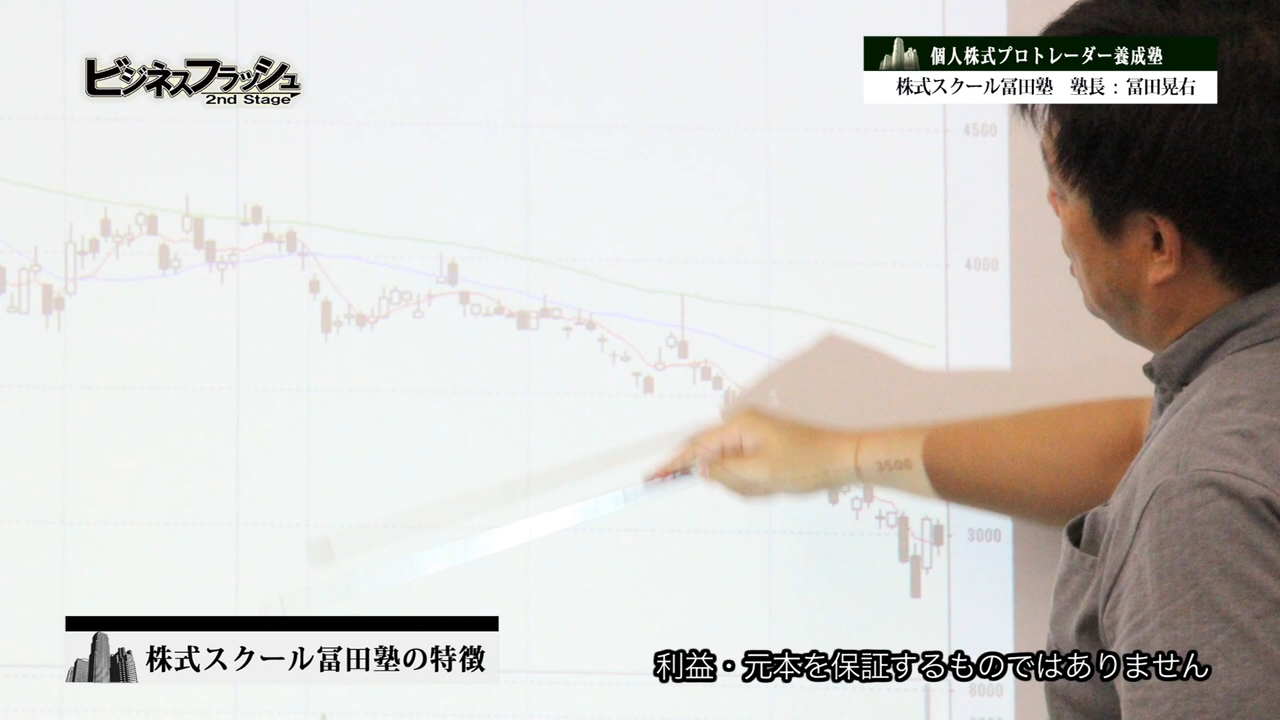 ビジネスフラッシュ
2nd Stage
個人株式プロトレーダー養成塾
株式スクール冨田塾　塾長：冨田晃右
4500
4000
3500
3000
8000
株式スクール冨田塾の特徴
利益・元本を保証するものではありません